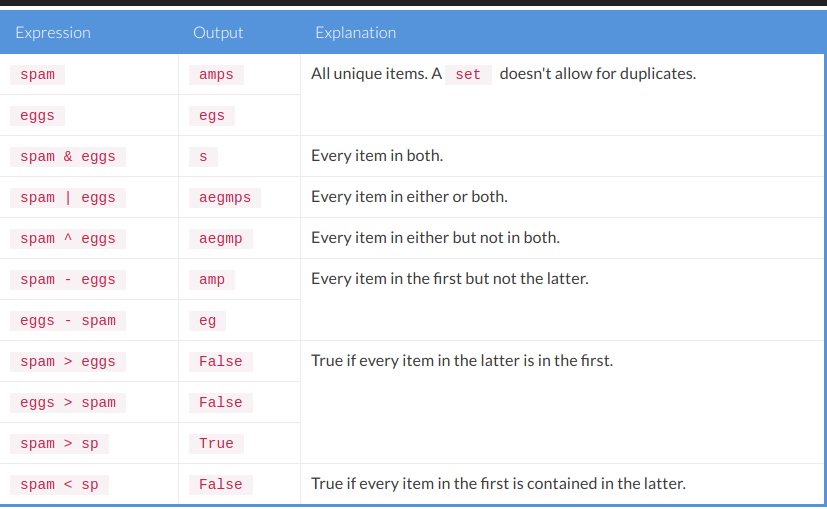 Expression Output Explanation
spam amps All unique items. A set doesn't allow for duplicates.
eggs egs
spam & eggs s Every item in both.
spam | eggs aegmps Every item in either or both.
spam ^ eggs aegmp Every item in either but not in both.
spam - eggs amp Every item in the first but not the latter.
eggs - spam eg
spam > eggs False True if every item in the latter is in the first.
eggs > spam False
spam > sp True
spam < sp False True if every item in the first is contained in the latter.